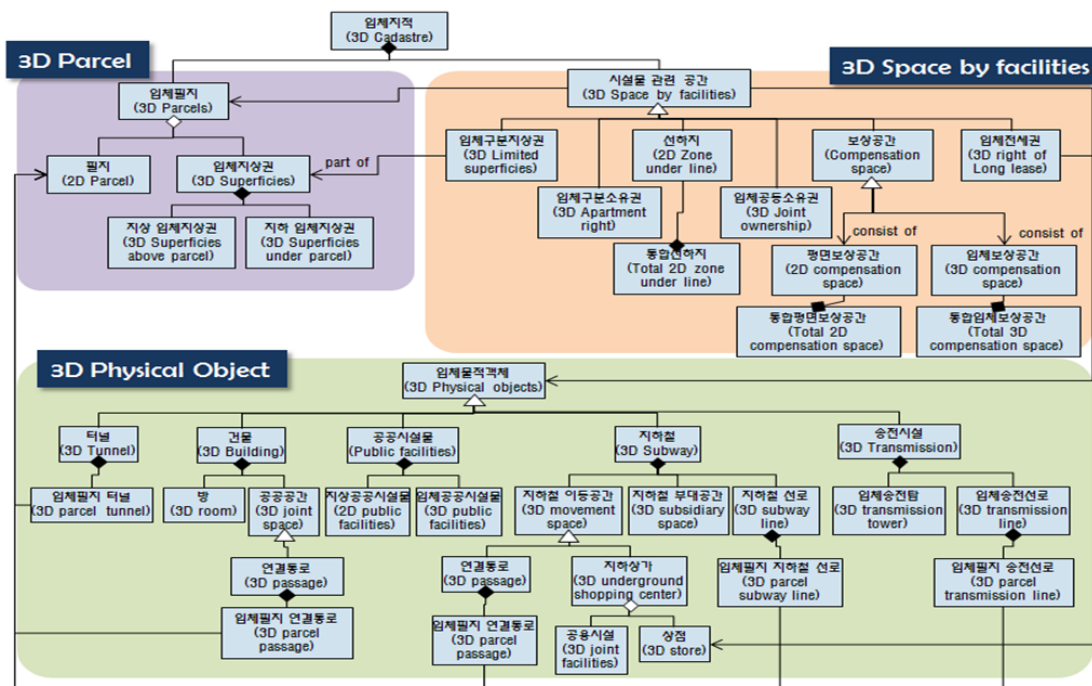 입체지적
(3D Cadastre)
3D Parcel
3D Space by facilities
입체필지
(3D Parcels)
시설물 관련 공간
(3D Space by facilities)
필지
(2D Parcel)
입체지상권
(3D Superficies)
part of
입체구분지상권
(3D Limited
superficies)
선하지
(2D Zone
under line)
보상공간
(Compensation
space)
입체전세권
(3D right of
Long lease)
지상 입체지상권
(3D Superficies
above parcel)
지하 입체지상권
(3D Superficies
under parcel)
입체구분소유권
(3D Apartment
right)
입체공동소유권
(3D Joint
ownership)
consist of
consist of
통합선하지
(Total 2D zone
under line)
평면보상공간
(2D compensation
space)
입체보상공간
(3D compensation
space)
통합평면보상공간
(Total 2D
compensation space)
통합입체보상공간
(Total 3D
compensation space)
3D Physical Object
입체물적객체
(3D Physical objects)
터널
(3D Tunnel)
건물
(3D Building)
공공시설물
(Public facilities)
지하철
(3D Subway)
송전시설
(3D Transmission)
입체필지 터널
(3D parcel tunnel)
방
(3D room)
공공공간
(3D joint
space)
지상공공시설물
(2D public
facilities)
입체공공시설물
(3D public
facilities)
지하철 이동공간
(3D movement
space)
지하철 부대공간
(3D subsidiary
space)
지하철 선로
(3D subway
line)
입체송전탑
(3D transmission
tower)
입체송전선로
(3D transmission
line)
연결통로
(3D passage)
연결통로
(3D passage)
지하상가
(3D underground
shopping center)
입체필지 지하철 선로
(3D parcel
subway line)
입체필지 송전선로
(3D parcel
transmission line)
입체필지 연결통로
(3D parcel
passage)
입체필지 연결통로
(3D parcel
passage)
공용시설
(3D joint
facilities)
상점
(3D store)